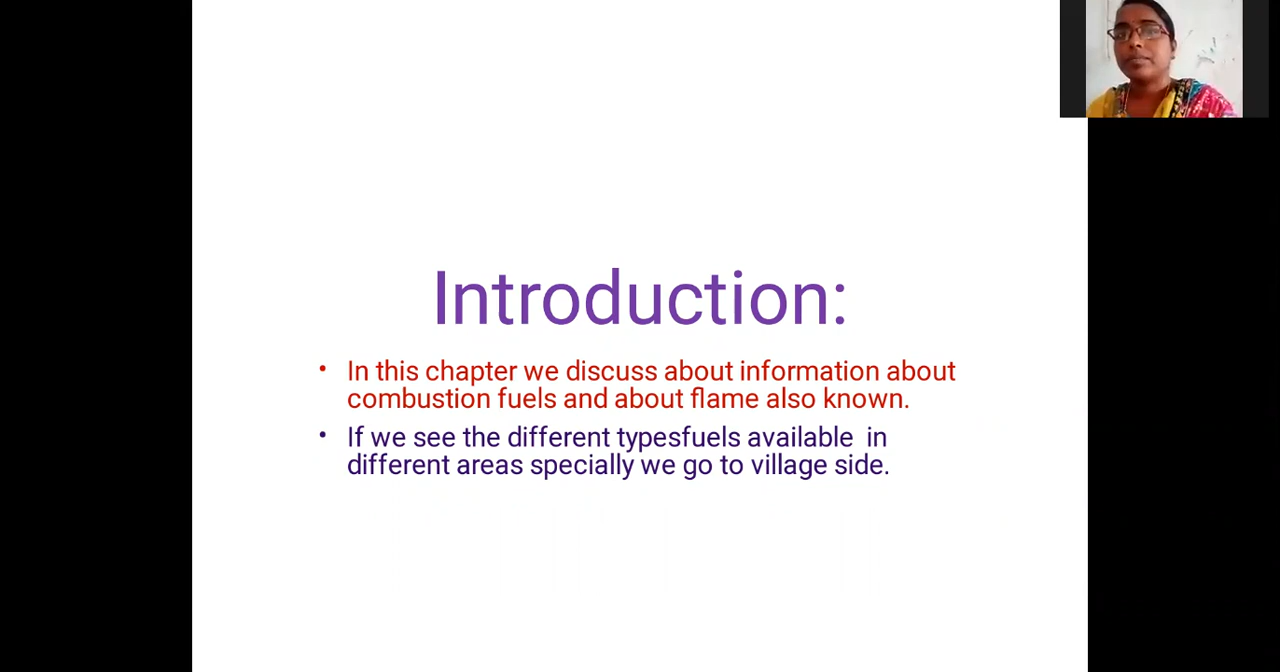 Introduction:
• In this chapter we discuss about information about
combustion fuels and about flame also known.
• If we see the different typesfuels available  in
different areas specially we go to village side.